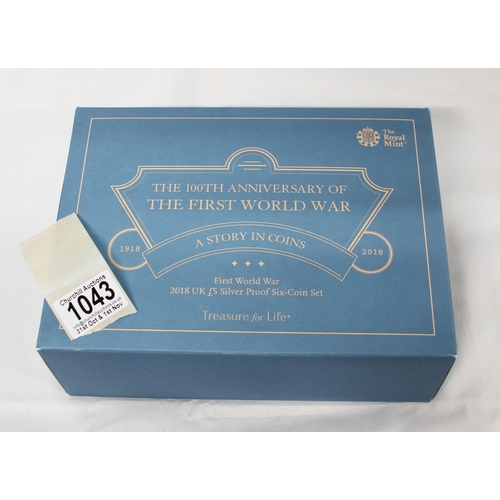 The
Royal
Mint
THE 100TH ANNIVERSARY OF
THE FIRST WORLD WAR
1918
A STORY IN COINS
2018
First World War
2018 UK £5 Silver Proof Six-Coin Set
Treasure for Life
Churchill Auctions
1043
31st Oct & 1st Nov